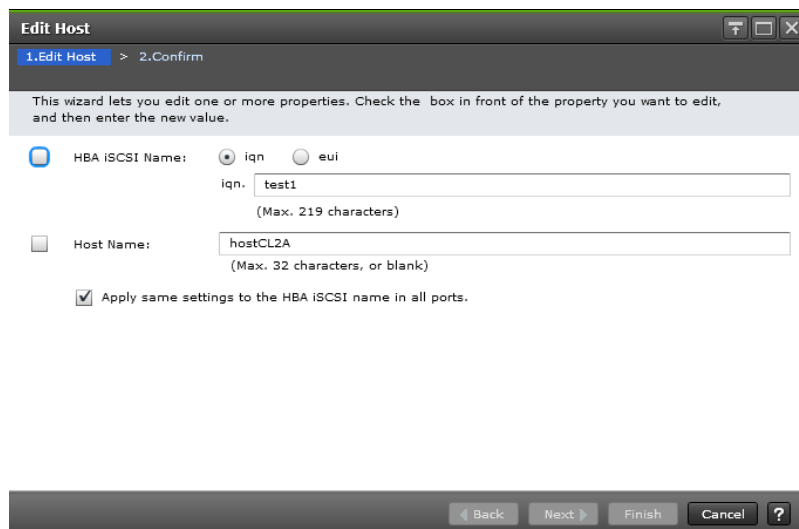 Edit Host
1.Edit Host > 2.Confirm
This wizard lets you edit one or more properties. Check the box in front of the property you want to edit,
and then enter the new value.
HBA iSCSI Name: iqn eui
iqn. test1
(Max. 219 characters)
Host Name: hostCL2A
(Max. 32 characters, or blank)
Apply same settings to the HBA iSCSI name in all ports.
Back Next Finish Cancel ?